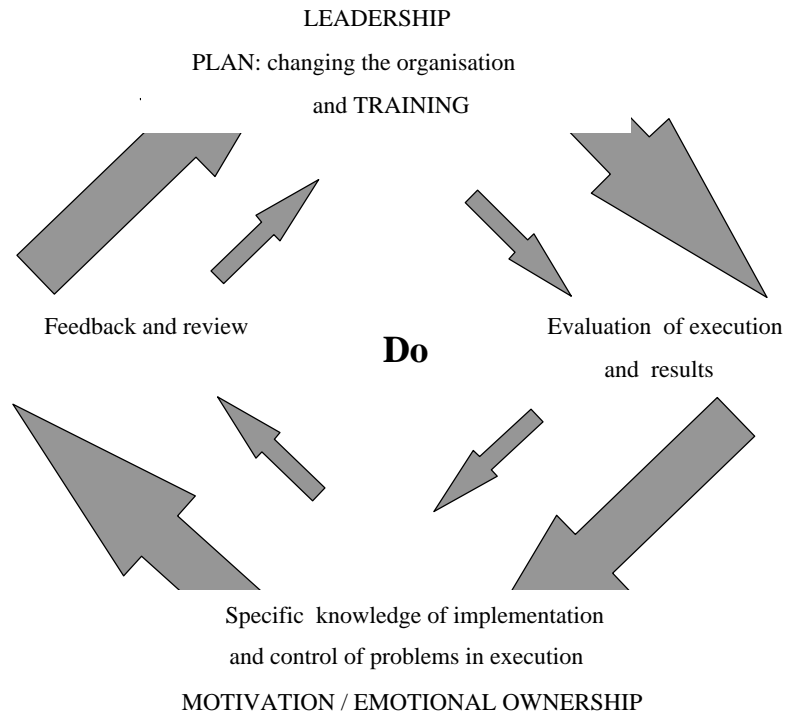 LEADERSHIP
PLAN: changing the organisation
and TRAINING
Feedback and review
Do
Evaluation of execution
and results
Specific knowledge of implementation
and control of problems in execution
MOTIVATION / EMOTIONAL OWNERSHIP